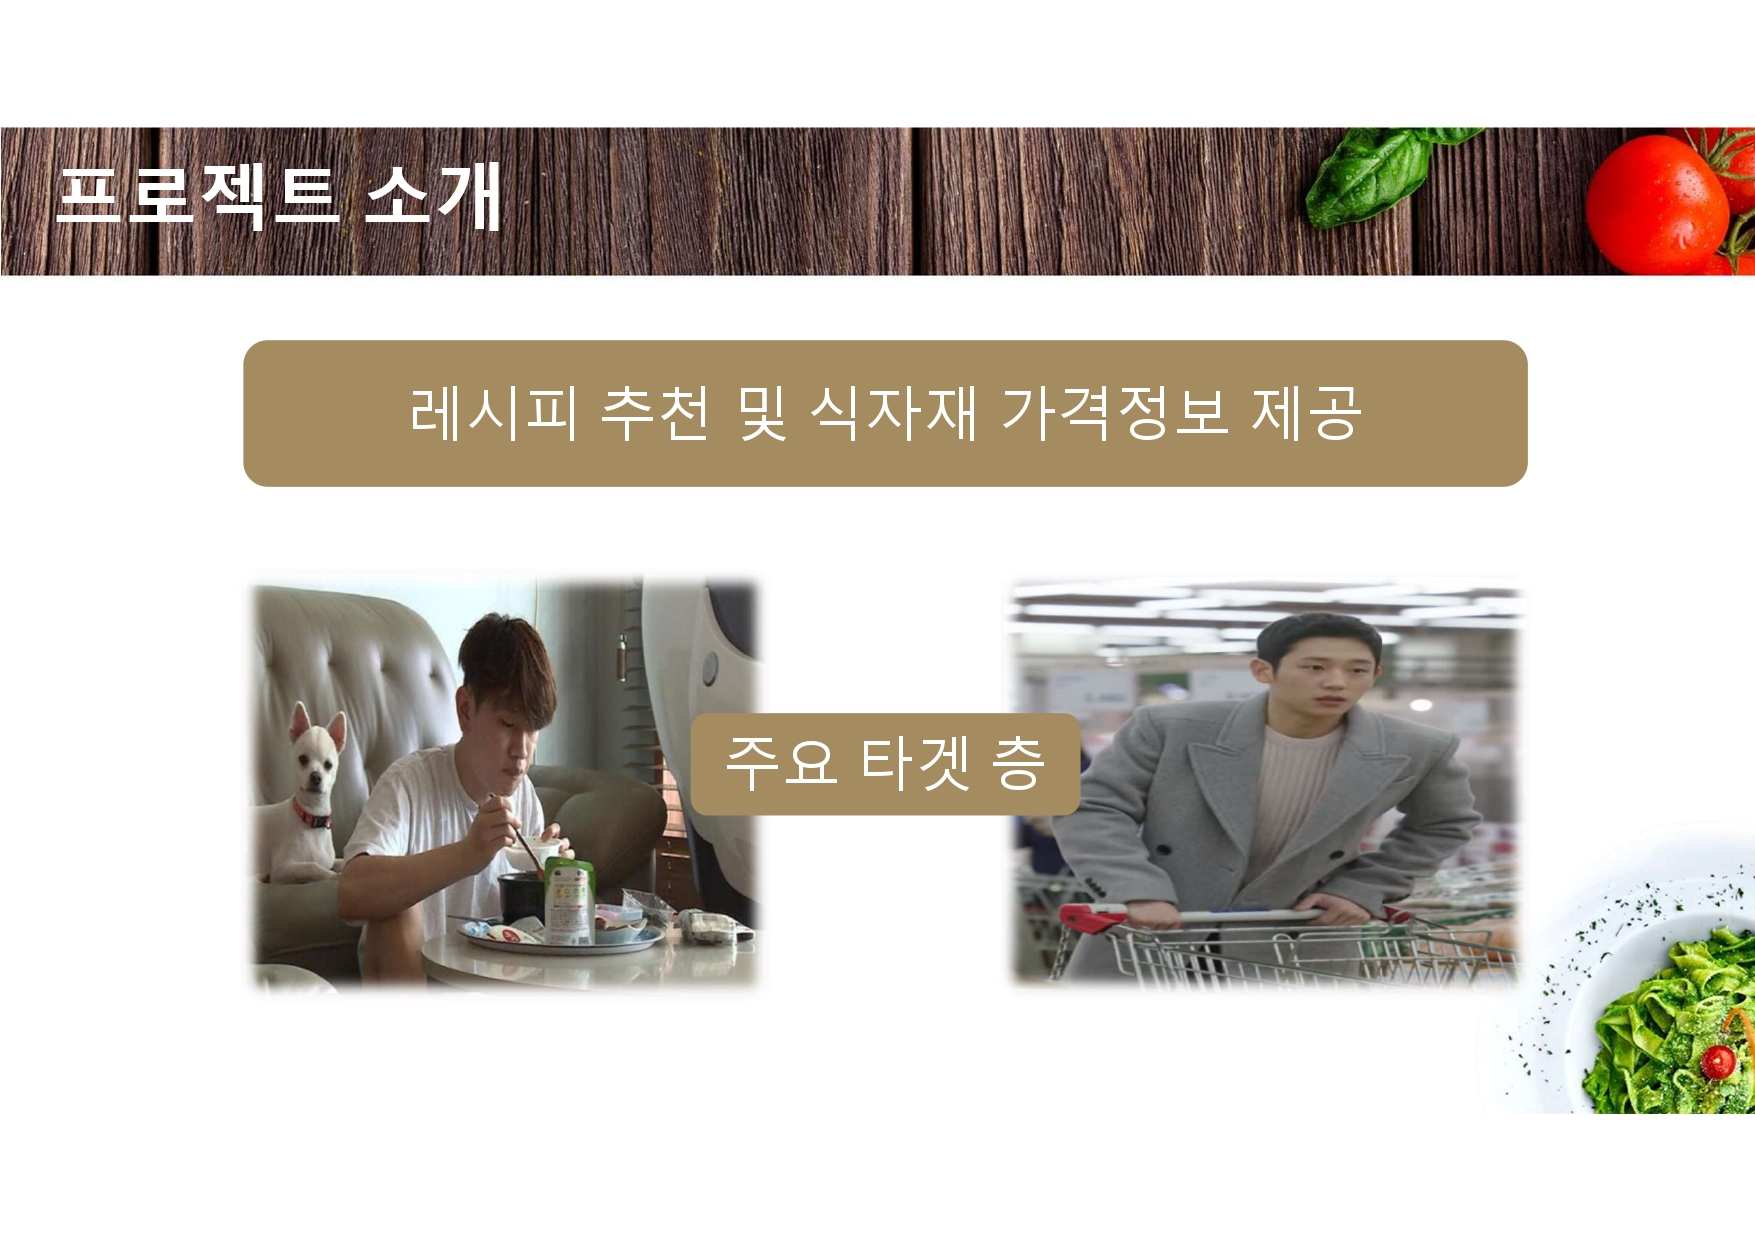 프로젝트 소개
레시피 추천 및 식자재 가격정보 제공
주요 타겟 층